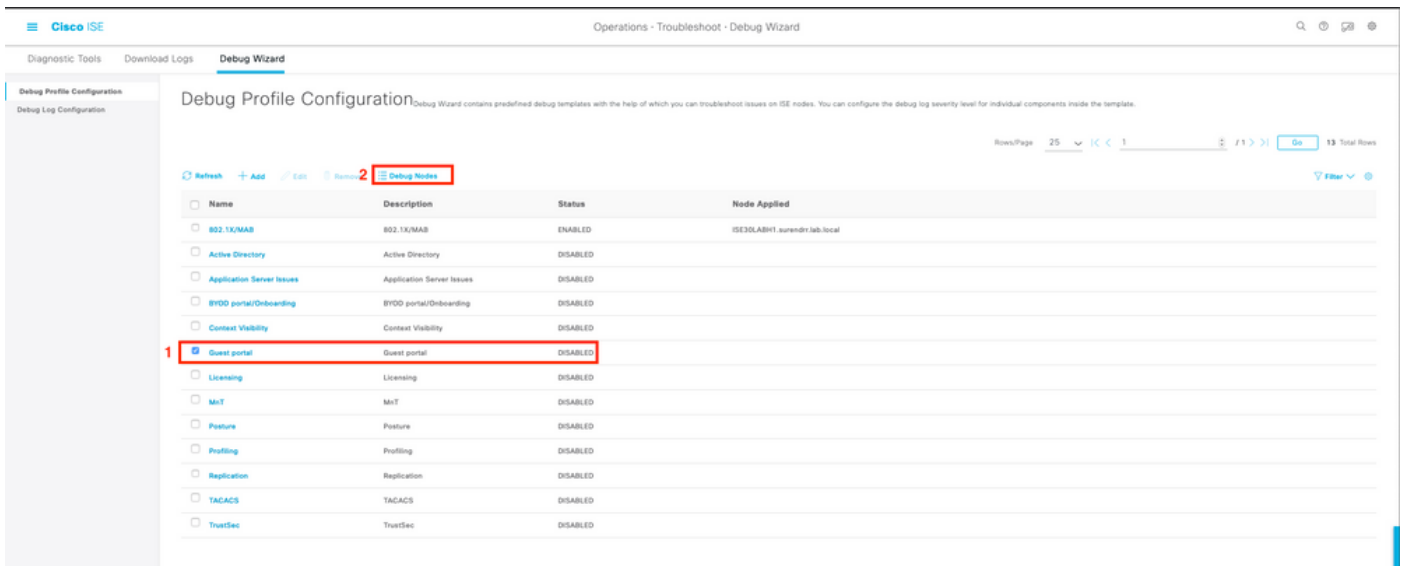 Cisco ISE
Operations - Troubleshoot - Debug Wizard
Diagnostic Tools Download Logs Debug Wizard
Debug Profile Configuration
Debug Log Configuration
Debug Profile Configuration Debug Wizard contains predefined debug templates with the help of which you can troubleshoot issues on ISE nodes. You can configure the debug log severity level for individual components inside the template.
Rows/Page 25 1 / 1 Go 13 Total Rows
Refresh Add Edit Remov 2 Debug Nodes Filter
Name Description Status Node Applied
802.1X/MAB 802.1X/MAB ENABLED ISE30LABH1.surendrr.lab.local
Active Directory Active Directory DISABLED
Application Server Issues Application Server Issues DISABLED
BYOD portal/Onboarding BYOD portal/Onboarding DISABLED
Context Visibility Context Visibility DISABLED
1 Guest portal Guest portal DISABLED
Licensing Licensing DISABLED
MnT MnT DISABLED
Posture Posture DISABLED
Profiling Profiling DISABLED
Replication Replication DISABLED
TACACS TACACS DISABLED
TrustSec TrustSec DISABLED